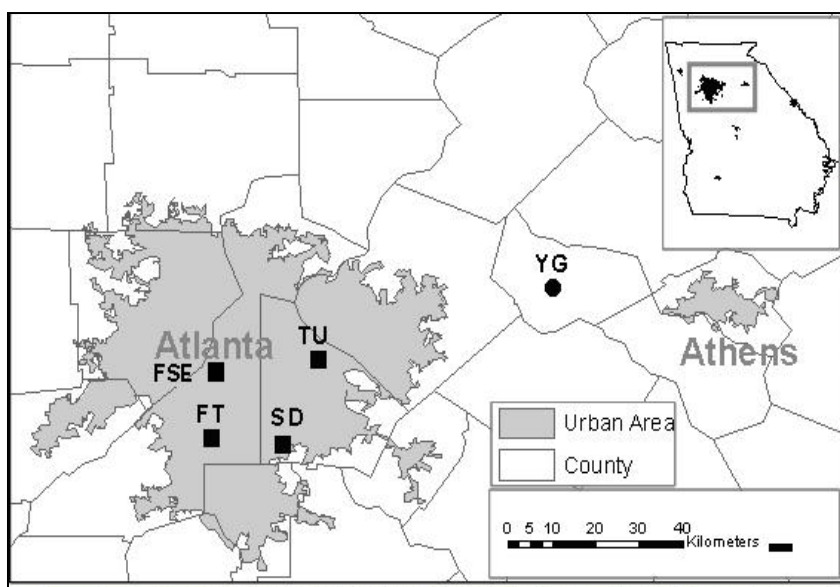 YG
Atlanta
TU
Athens
FSE
FT
SD
Urban Area
County
0 5 10 20 30 40
Kilometers